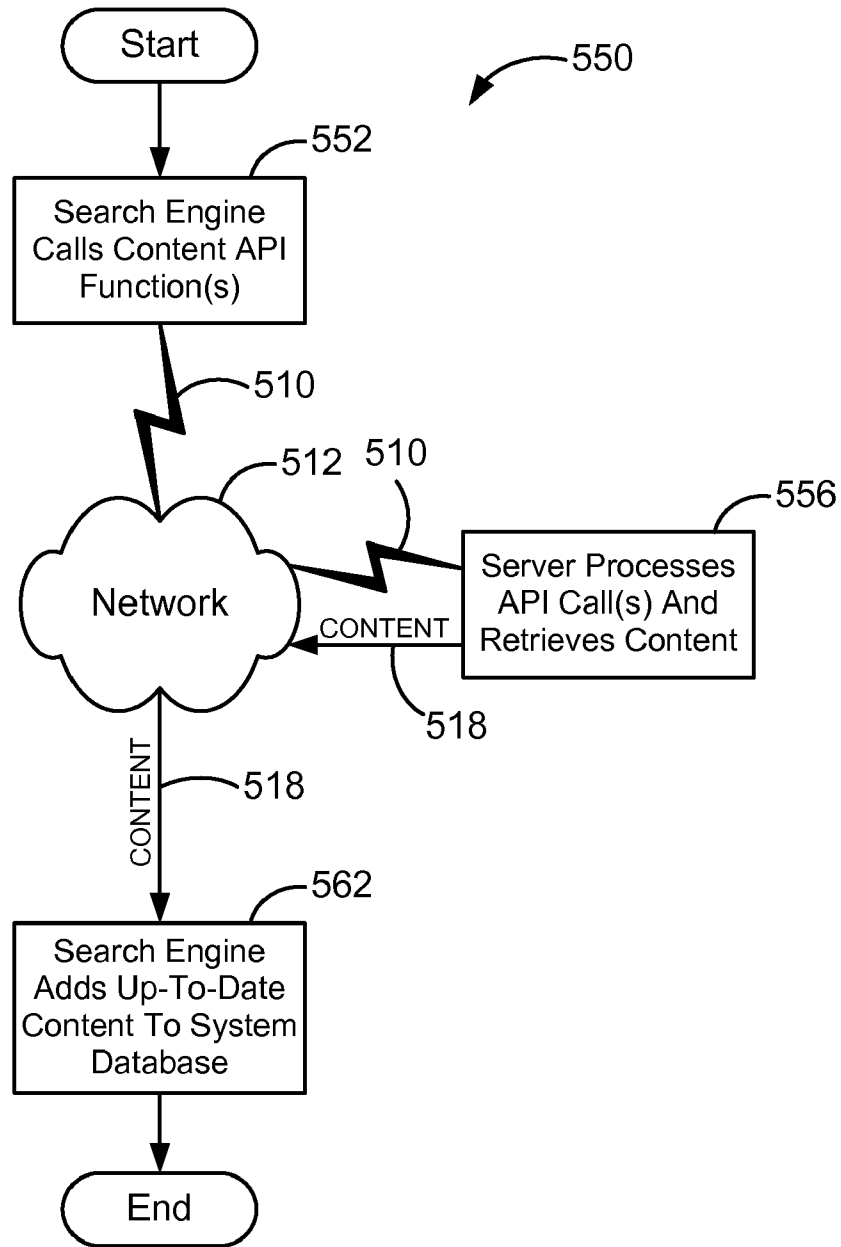 Start
550
552
Search Engine
Calls Content API
Function(s)
510
512
510
556
Network
Server Processes
API Call(s) And
Retrieves Content
CONTENT
518
CONTENT
518
562
Search Engine
Adds Up-To-Date
Content To System
Database
End